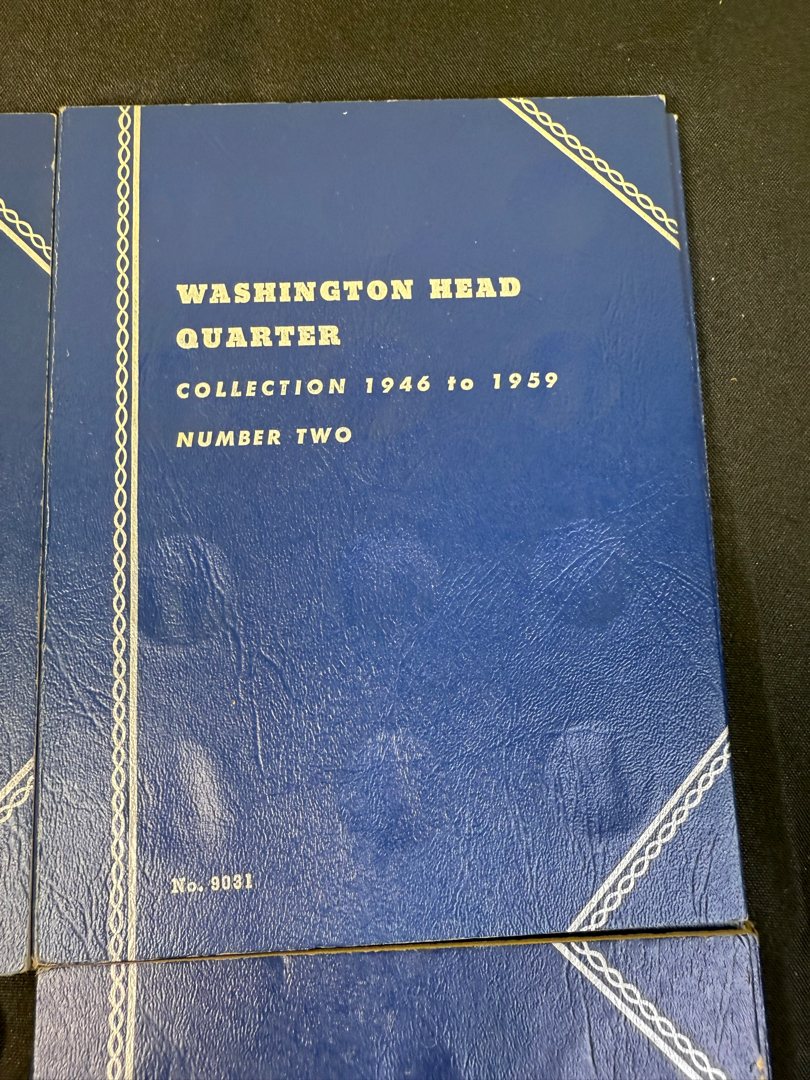 WASHINGTON HEAD
QUARTER
COLLECTION 1946 to 1959
NUMBER TWO
No. 9031